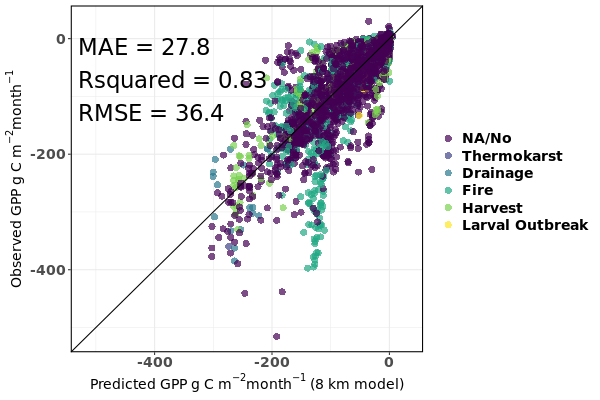 MAE = 27.8
Rsquared = 0.83
RMSE = 36.4
0
-200
-400
Observed GPP g C m⁻²month⁻¹
-400 -200 0
Predicted GPP g C m⁻²month⁻¹ (8 km model)
NA/No
Thermokarst
Drainage
Fire
Harvest
Larval Outbreak